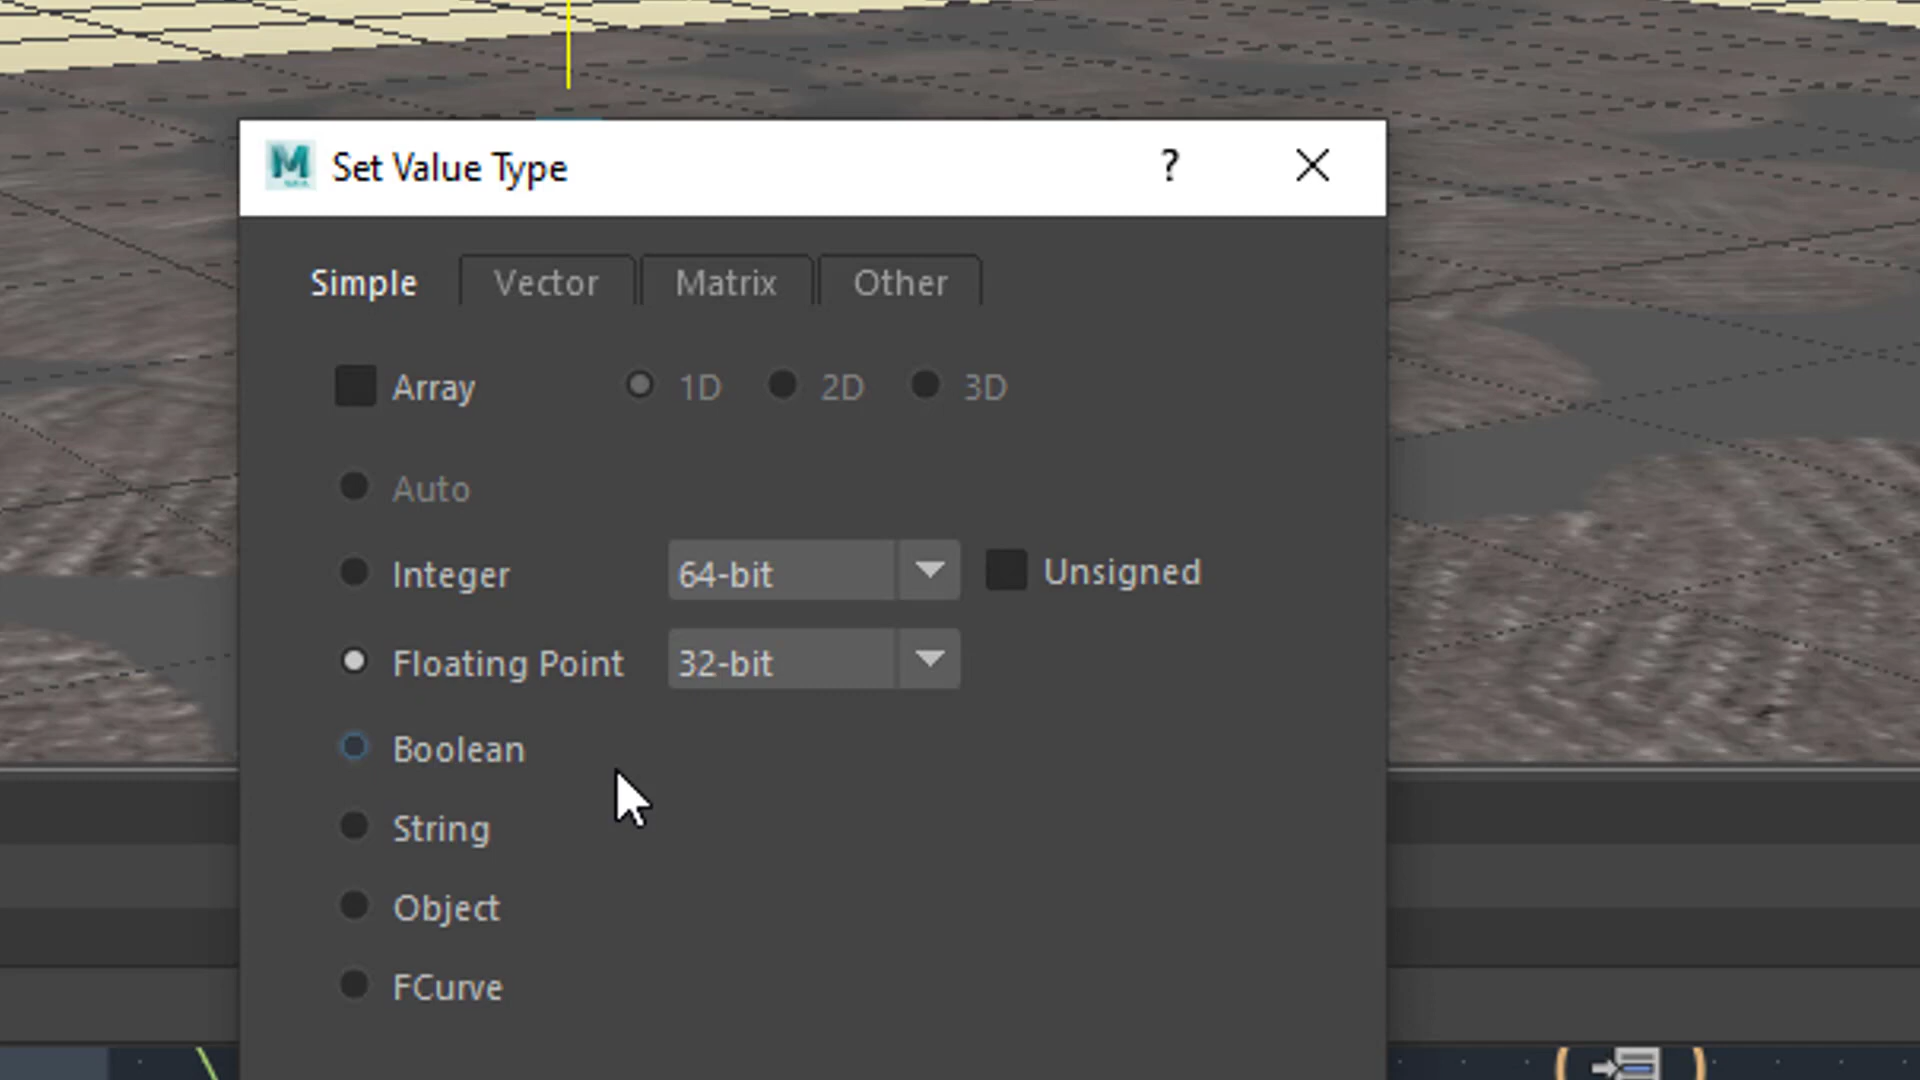 M Set Value Type ?
Simple Vector Matrix Other
Array 1D 2D 3D
Auto
Integer 64-bit Unsigned
Floating Point 32-bit
Boolean
String
Object
FCurve